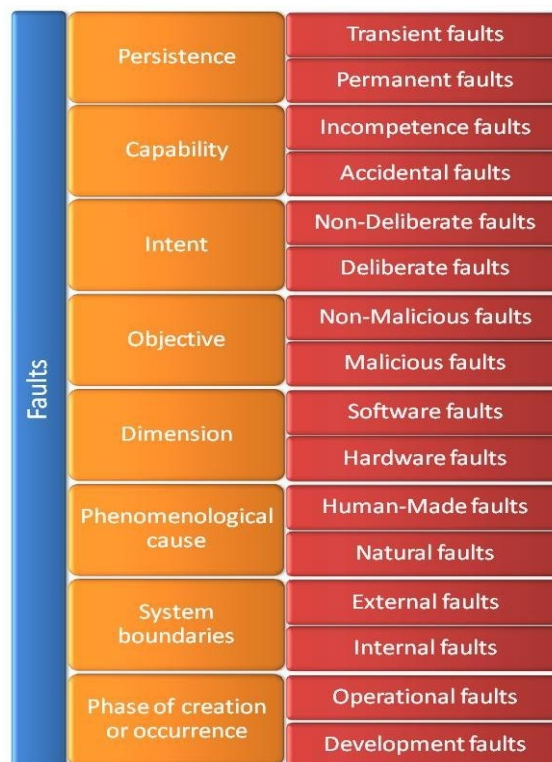 Faults
Persistence
Transient faults
Permanent faults
Capability
Incompetence faults
Accidental faults
Intent
Non-Deliberate faults
Deliberate faults
Objective
Non-Malicious faults
Malicious faults
Dimension
Software faults
Hardware faults
Phenomenological
cause
Human-Made faults
Natural faults
System
boundaries
External faults
Internal faults
Phase of creation
or occurrence
Operational faults
Development faults